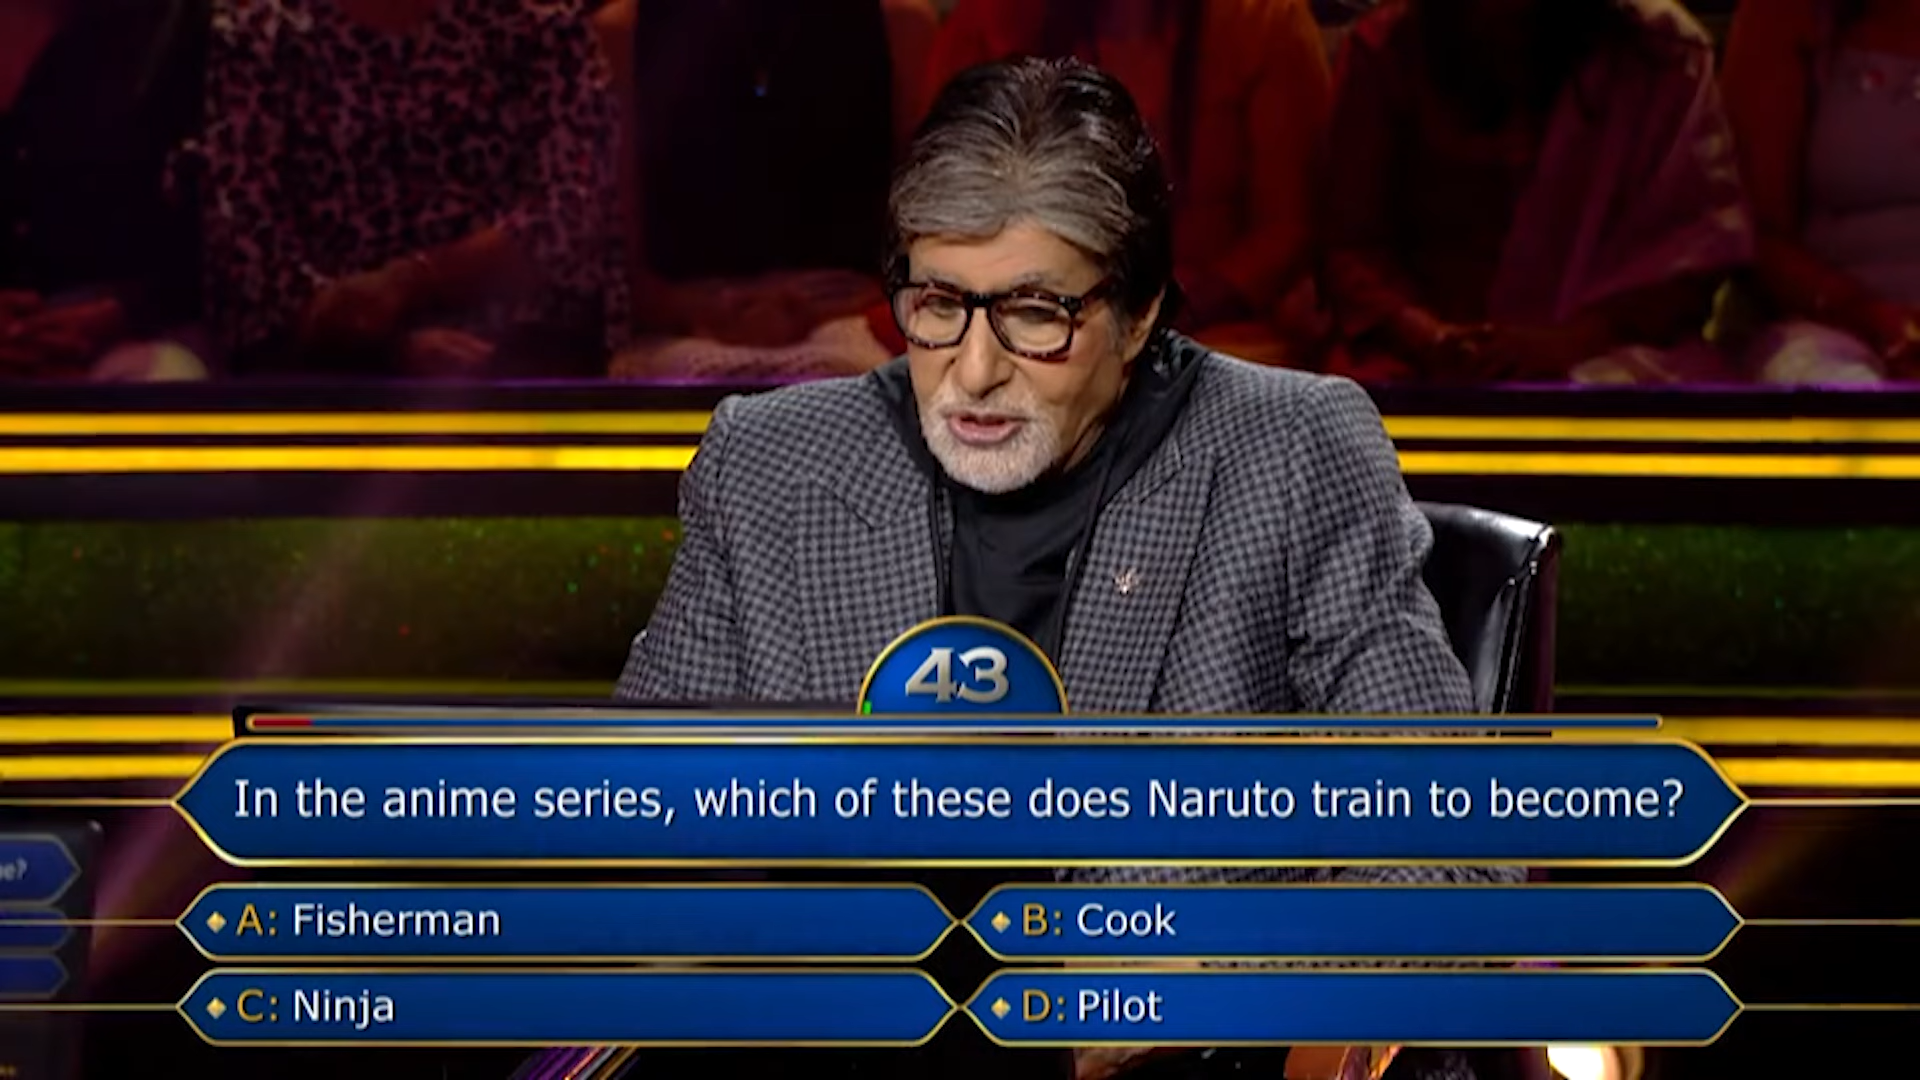 43
In the anime series, which of these does Naruto train to become?
A: Fisherman
B: Cook
C: Ninja
D: Pilot